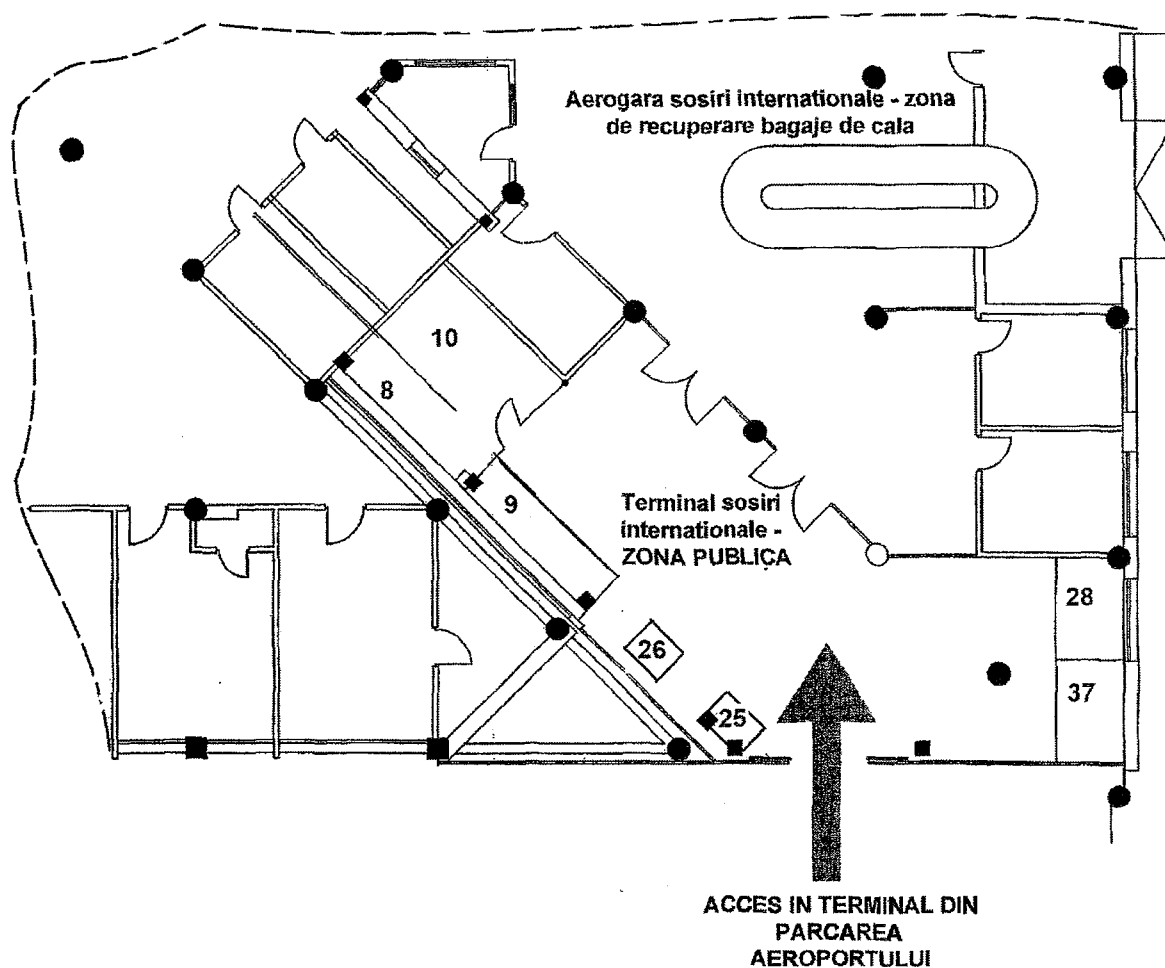 Aerogara sosiri internationale - zona
de recuperare bagaje de cala
10
8
9
Terminal sosiri
internationale -
ZONA PUBLICA
28
26
37
25
ACCES IN TERMINAL DIN
PARCAREA
AEROPORTULUI